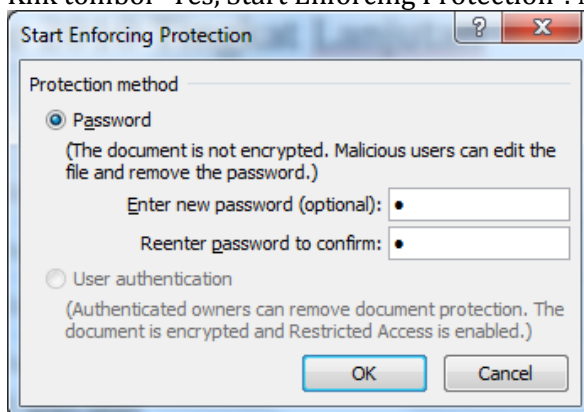 Klik tombol "Yes, Start Enforcing Protection".
Start Enforcing Protection
Protection method
Password
(The document is not encrypted. Malicious users can edit the
file and remove the password.)
Enter new password (optional): •
Reenter password to confirm: •
User authentication
(Authenticated owners can remove document protection. The
document is encrypted and Restricted Access is enabled.)
OK Cancel